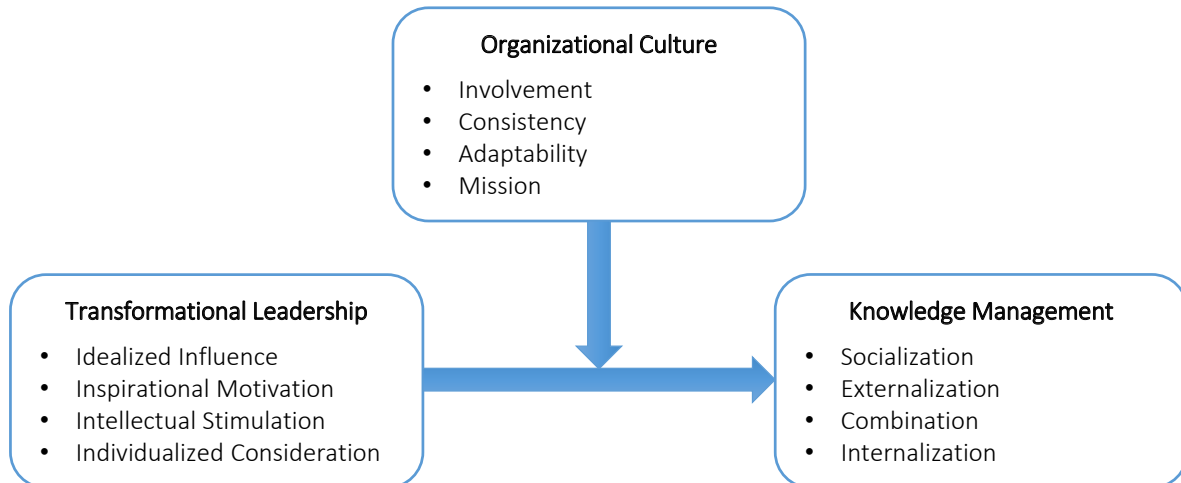 Organizational Culture
• Involvement
• Consistency
• Adaptability
• Mission
Transformational Leadership
• Idealized Influence
• Inspirational Motivation
• Intellectual Stimulation
• Individualized Consideration
Knowledge Management
• Socialization
• Externalization
• Combination
• Internalization